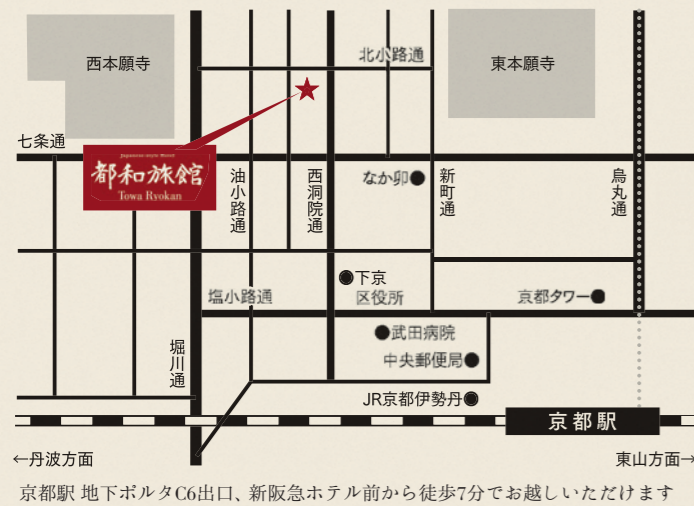 北小路通
西本願寺
東本願寺
七条通
都和旅館
Towa Ryokan
油小路通
西洞院通
なか卯
新町通
烏丸通
下京
区役所
塩小路通
京都タワー
武田病院
堀川通
中央郵便局
JR京都伊勢丹
京都駅
←丹波方面
東山方面→
京都駅 地下ポルタC6出口、新阪急ホテル前から徒歩7分でお越しいただけます